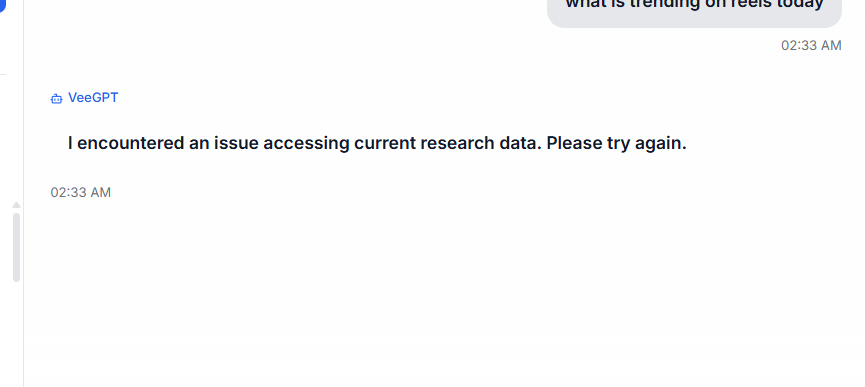 what is trending on reels today
02:33 AM
VeeGPT
I encountered an issue accessing current research data. Please try again.
02:33 AM